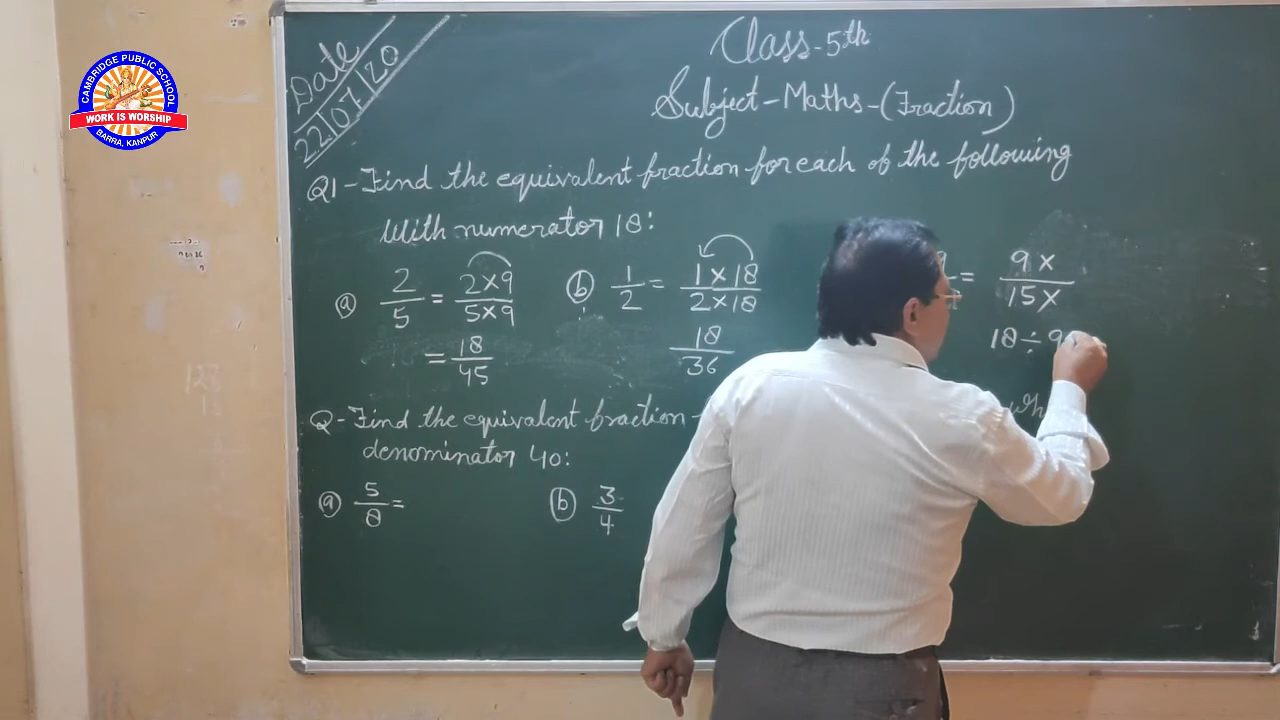 CAMBRIDGE PUBLIC SCHOOL
WORK IS WORSHIP
BARRA, KANPUR
Date
22/07/20
Class-5th
Subject-Maths-(Fraction)
Q1-Find the equivalent fraction for each of the following
with numerator 18:
(a) 2/5 = 2×9/5×9
= 18/45
(b) 1/2 = 1×18/2×18
18/36
= 9×/15×
18÷9
Q-Find the equivalent fraction
denominator 40:
(a) 5/8 =
(b) 3/4